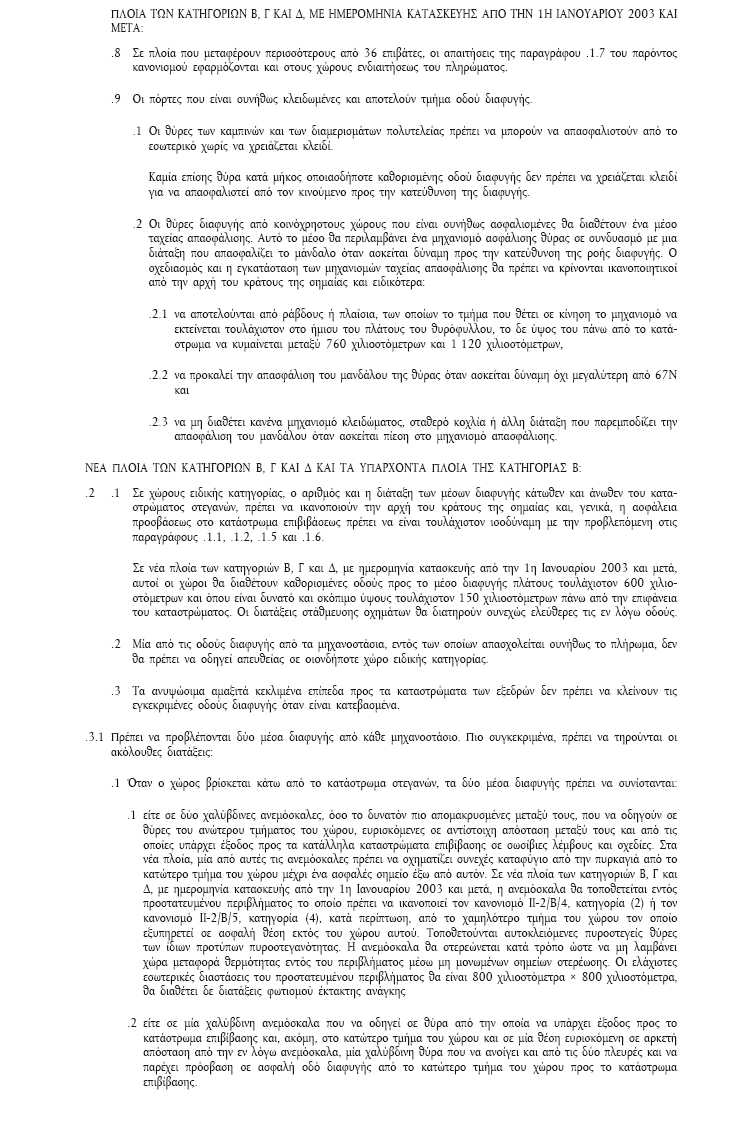 ΠΛΟΙΑ ΤΩΝ ΚΑΤΗΓΟΡΙΩΝ Β, Γ ΚΑΙ Δ, ΜΕ ΗΜΕΡΟΜΗΝΙΑ ΚΑΤΑΣΚΕΥΗΣ ΑΠΟ ΤΗΝ 1Η ΙΑΝΟΥΑΡΙΟΥ 2003 ΚΑΙ
ΜΕΤΑ:
.8 Σε πλοία που μεταφέρουν περισσότερους από 36 επιβάτες, οι απαιτήσεις της παραγράφου .1.7 του παρόντος
κανονισμού εφαρμόζονται και στους χώρους ενδιαιτήσεως του πληρώματος.
.9 Οι πόρτες που είναι συνήθως κλειδωμένες και αποτελούν τμήμα οδού διαφυγής.
.1 Οι θύρες των καμπινών και των διαμερισμάτων πολυτελείας πρέπει να μπορούν να απασφαλιστούν από το
εσωτερικό χωρίς να χρειάζεται κλειδί.
Καμία επίσης θύρα κατά μήκος οποιασδήποτε καθορισμένης οδού διαφυγής δεν πρέπει να χρειάζεται κλειδί
για να απασφαλιστεί από τον κινούμενο προς την κατεύθυνση της διαφυγής.
.2 Οι θύρες διαφυγής από κοινόχρηστους χώρους που είναι συνήθως ασφαλισμένες θα διαθέτουν ένα μέσο
ταχείας απασφάλισης. Αυτό το μέσο θα περιλαμβάνει ένα μηχανισμό ασφάλισης θύρας σε συνδυασμό με μια
διάταξη που απασφαλίζει το μάνδαλο όταν ασκείται δύναμη προς την κατεύθυνση της ροής διαφυγής. Ο
σχεδιασμός και η εγκατάσταση των μηχανισμών ταχείας απασφάλισης θα πρέπει να κρίνονται ικανοποιητικοί
από την αρχή του κράτους της σημαίας και ειδικότερα:
.2.1 να αποτελούνται από ράβδους ή πλαίσια, των οποίων το τμήμα που θέτει σε κίνηση το μηχανισμό να
εκτείνεται τουλάχιστον στο ήμισυ του πλάτους του θυρόφυλλου, το δε ύψος του πάνω από το κατά-
στρωμα να κυμαίνεται μεταξύ 760 χιλιοστόμετρων και 1 120 χιλιοστόμετρων,
.2.2 να προκαλεί την απασφάλιση του μανδάλου της θύρας όταν ασκείται δύναμη όχι μεγαλύτερη από 67N
και
.2.3 να μη διαθέτει κανένα μηχανισμό κλειδώματος, σταθερό κοχλία ή άλλη διάταξη που παρεμποδίζει την
απασφάλιση του μανδάλου όταν ασκείται πίεση στο μηχανισμό απασφάλισης.
ΝΕΑ ΠΛΟΙΑ ΤΩΝ ΚΑΤΗΓΟΡΙΩΝ Β, Γ ΚΑΙ Δ ΚΑΙ ΤΑ ΥΠΑΡΧΟΝΤΑ ΠΛΟΙΑ ΤΗΣ ΚΑΤΗΓΟΡΙΑΣ Β:
.2 .1 Σε χώρους ειδικής κατηγορίας, ο αριθμός και η διάταξη των μέσων διαφυγής κάτωθεν και άνωθεν του κατα-
στρώματος στεγανών, πρέπει να ικανοποιούν την αρχή του κράτους της σημαίας και, γενικά, η ασφάλεια
προσβάσεως στο κατάστρωμα επιβιβάσεως πρέπει να είναι τουλάχιστον ισοδύναμη με την προβλεπόμενη στις
παραγράφους .1.1, .1.2, .1.5 και .1.6.
Σε νέα πλοία των κατηγοριών Β, Γ και Δ, με ημερομηνία κατασκευής από την 1η Ιανουαρίου 2003 και μετά,
αυτοί οι χώροι θα διαθέτουν καθορισμένες οδούς προς το μέσο διαφυγής πλάτους τουλάχιστον 600 χιλιο-
στόμετρων και όπου είναι δυνατό και σκόπιμο ύψους τουλάχιστον 150 χιλιοστόμετρων πάνω από την επιφάνεια
του καταστρώματος. Οι διατάξεις στάθμευσης οχημάτων θα διατηρούν συνεχώς ελεύθερες τις εν λόγω οδούς.
.2 Μία από τις οδούς διαφυγής από τα μηχανοστάσια, εντός των οποίων απασχολείται συνήθως το πλήρωμα, δεν
θα πρέπει να οδηγεί απευθείας σε οιονδήποτε χώρο ειδικής κατηγορίας.
.3 Τα ανυψώσιμα αμαξιτά κεκλιμένα επίπεδα προς τα καταστρώματα των εξεδρών δεν πρέπει να κλείνουν τις
εγκεκριμένες οδούς διαφυγής όταν είναι κατεβασμένα.
.3.1 Πρέπει να προβλέπονται δύο μέσα διαφυγής από κάθε μηχανοστάσιο. Πιο συγκεκριμένα, πρέπει να τηρούνται οι
ακόλουθες διατάξεις:
.1 Όταν ο χώρος βρίσκεται κάτω από το κατάστρωμα στεγανών, τα δύο μέσα διαφυγής πρέπει να συνίστανται:
.1 είτε σε δύο χαλύβδινες ανεμόσκαλες, όσο το δυνατόν πιο απομακρυσμένες μεταξύ τους, που να οδηγούν σε
θύρες του ανώτερου τμήματος του χώρου, ευρισκόμενες σε αντίστοιχη απόσταση μεταξύ τους και από τις
οποίες υπάρχει έξοδος προς τα κατάλληλα καταστρώματα επιβίβασης σε σωσίβιες λέμβους και σχεδίες. Στα
νέα πλοία, μία από αυτές τις ανεμόσκαλες πρέπει να σχηματίζει συνεχές καταφύγιο από την πυρκαγιά από το
κατώτερο τμήμα του χώρου μέχρι ένα ασφαλές σημείο έξω από αυτόν. Σε νέα πλοία των κατηγοριών Β, Γ και
Δ, με ημερομηνία κατασκευής από την 1η Ιανουαρίου 2003 και μετά, η ανεμόσκαλα θα τοποθετείται εντός
προστατευμένου περιβλήματος το οποίο πρέπει να ικανοποιεί τον κανονισμό II-2/B/4, κατηγορία (2) ή τον
κανονισμό II-2/B/5, κατηγορία (4), κατά περίπτωση, από το χαμηλότερο τμήμα του χώρου τον οποίο
εξυπηρετεί σε ασφαλή θέση εκτός του χώρου αυτού. Τοποθετούνται αυτοκλειόμενες πυροστεγείς θύρες
των ίδιων προτύπων πυροστεγανότητας. Η ανεμόσκαλα θα στερεώνεται κατά τρόπο ώστε να μη λαμβάνει
χώρα μεταφορά θερμότητας εντός του περιβλήματος μέσω μη μονωμένων σημείων στερέωσης. Οι ελάχιστες
εσωτερικές διαστάσεις του προστατευμένου περιβλήματος θα είναι 800 χιλιοστόμετρα × 800 χιλιοστόμετρα,
θα διαθέτει δε διατάξεις φωτισμού έκτακτης ανάγκης
.2 είτε σε μία χαλύβδινη ανεμόσκαλα που να οδηγεί σε θύρα από την οποία να υπάρχει έξοδος προς το
κατάστρωμα επιβίβασης και, ακόμη, στο κατώτερο τμήμα του χώρου και σε μία θέση ευρισκόμενη σε αρκετή
απόσταση από την εν λόγω ανεμόσκαλα, μία χαλύβδινη θύρα που να ανοίγει και από τις δύο πλευρές και να
παρέχει πρόσβαση σε ασφαλή οδό διαφυγής από το κατώτερο τμήμα του χώρου προς το κατάστρωμα
επιβίβασης.